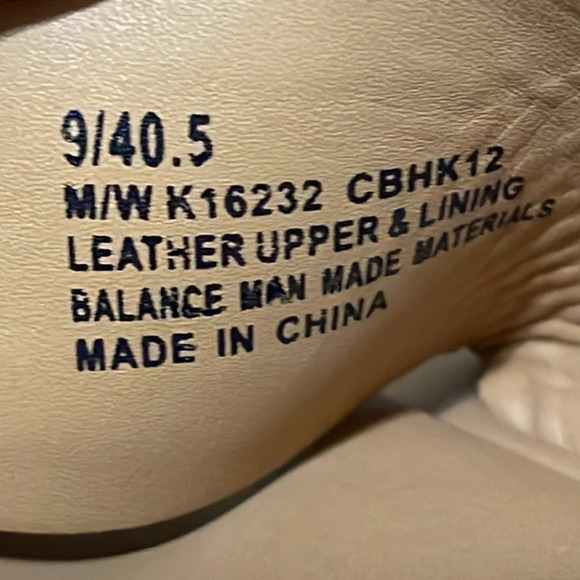 9/40.5
M/W K16232 CBHK12
LEATHER UPPER & LINING
BALANCE MAN MADE MATERIALS
MADE IN CHINA